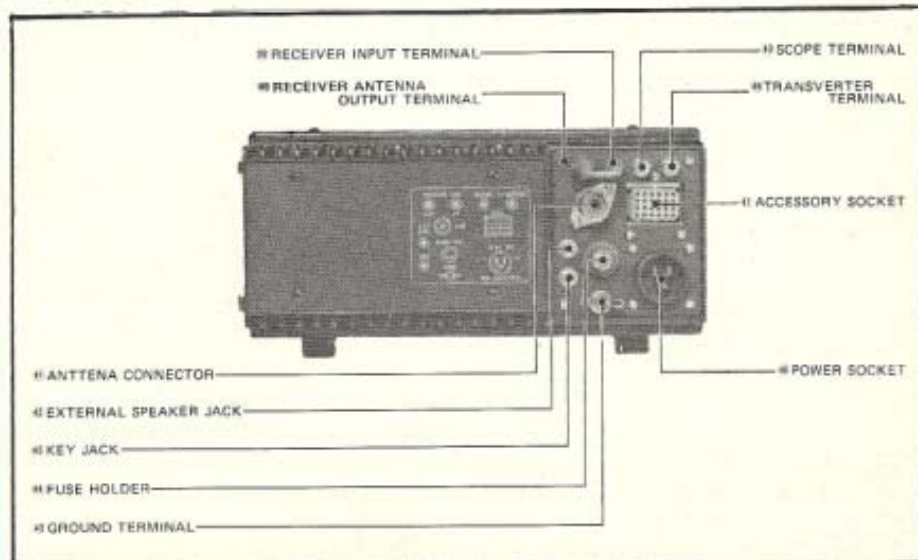 RECEIVER INPUT TERMINAL
RECEIVER ANTENNA
OUTPUT TERMINAL
SCOPE TERMINAL
TRANSVERTER
TERMINAL
ACCESSORY SOCKET
ANTTENA CONNECTOR
EXTERNAL SPEAKER JACK
KEY JACK
FUSE HOLDER
GROUND TERMINAL
POWER SOCKET